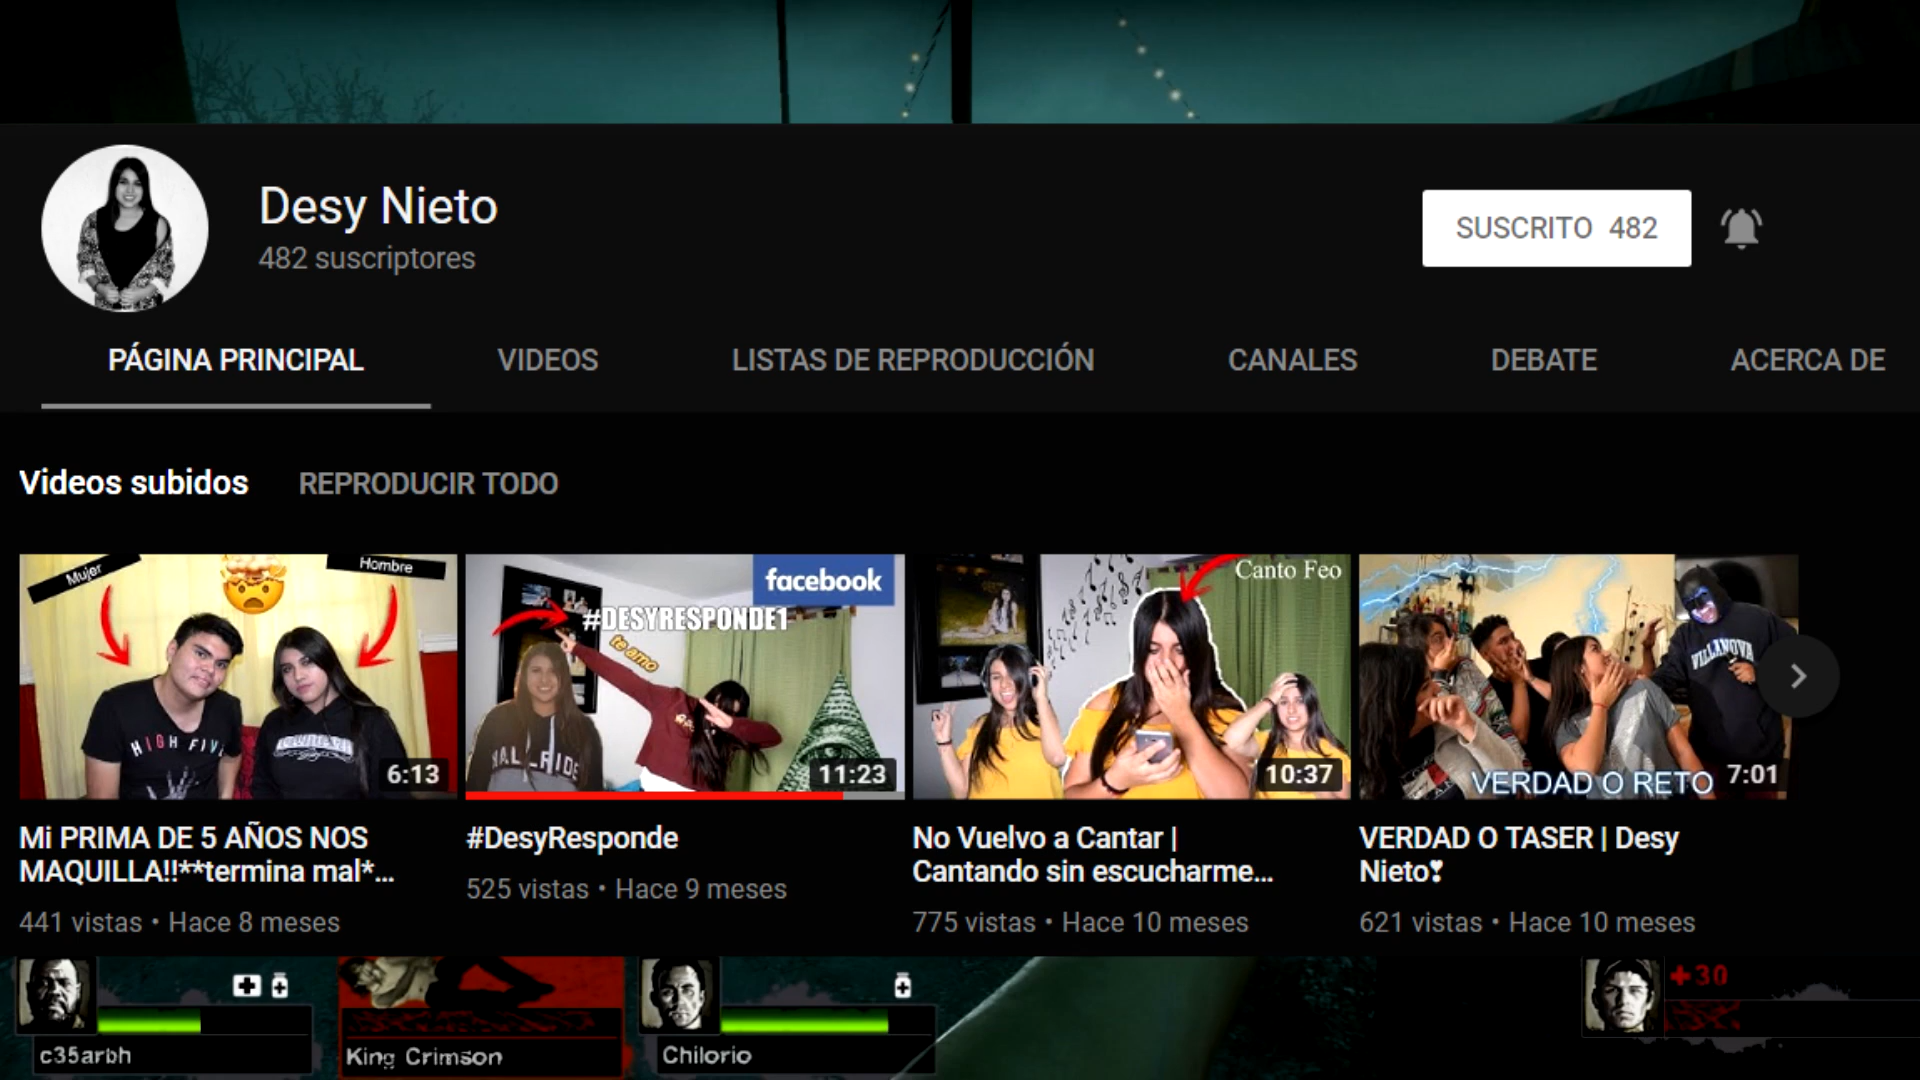 Desy Nieto
482 suscriptores
SUSCRITO 482
PÁGINA PRINCIPAL
VIDEOS
LISTAS DE REPRODUCCIÓN
CANALES
DEBATE
ACERCA DE
Videos subidos
REPRODUCIR TODO
Mujer
Hombre
HIGH FIVE
6:13
facebook
#DESYRESPONDE1
te amo
HALLRIDE
11:23
Canto Feo
10:37
VILLANOVA
VERDAD O RETO
7:01
Mi PRIMA DE 5 AÑOS NOS
MAQUILLA!!**termina mal*...
441 vistas • Hace 8 meses
#DesyResponde
525 vistas • Hace 9 meses
No Vuelvo a Cantar |
Cantando sin escucharme...
775 vistas • Hace 10 meses
VERDAD O TASER | Desy
Nieto❣
621 vistas • Hace 10 meses
c35arbh
King Crimson
Chilorio
+30